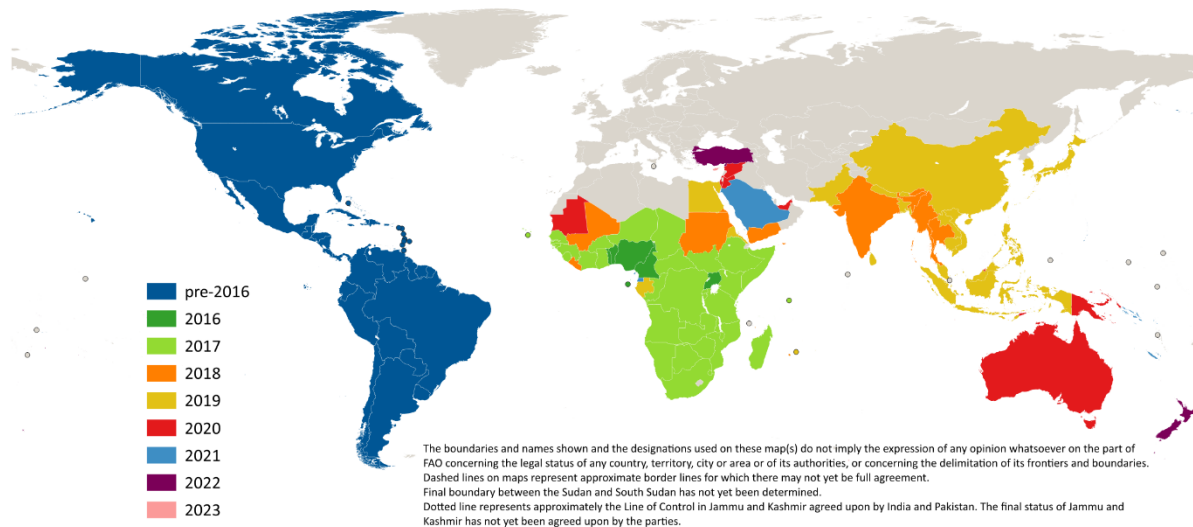 pre-2016
2016
2017
2018
2019
2020
2021
2022
2023
The boundaries and names shown and the designations used on these map(s) do not imply the expression of any opinion whatsoever on the part of
FAO concerning the legal status of any country, territory, city or area or of its authorities, or concerning the delimitation of its frontiers and boundaries.
Dashed lines on maps represent approximate border lines for which there may not yet be full agreement.
Final boundary between the Sudan and South Sudan has not yet been determined.
Dotted line represents approximately the Line of Control in Jammu and Kashmir agreed upon by India and Pakistan. The final status of Jammu and
Kashmir has not yet been agreed upon by the parties.